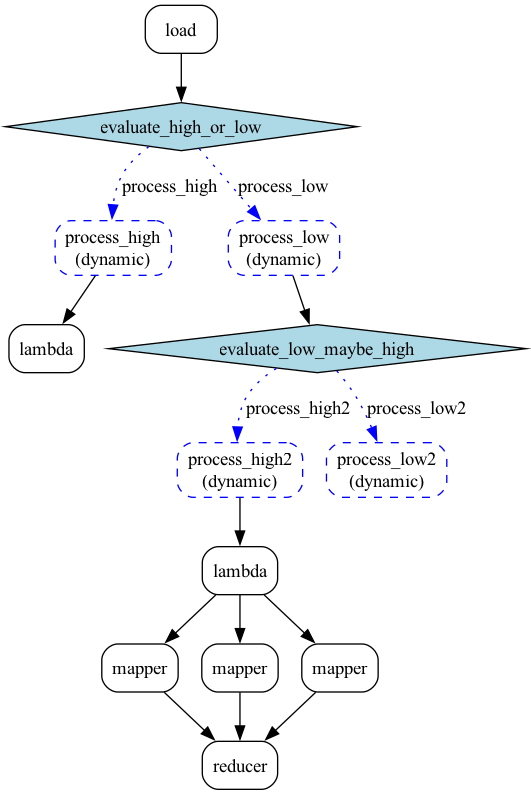 load
evaluate_high_or_low
process_high
process_low
process_high
(dynamic)
process_low
(dynamic)
lambda
evaluate_low_maybe_high
process_high2
process_low2
process_high2
(dynamic)
process_low2
(dynamic)
lambda
mapper
mapper
mapper
reducer